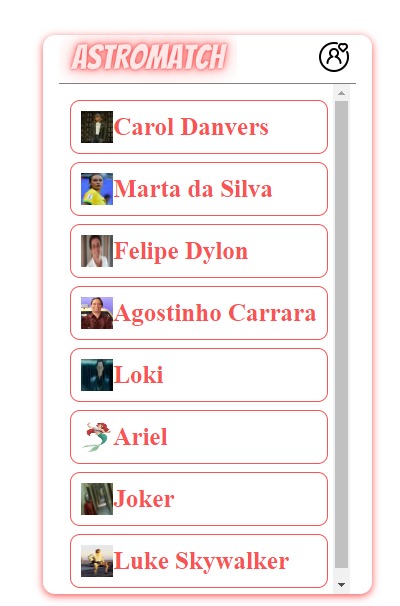 ASTROMATCH
Carol Danvers
Marta da Silva
Felipe Dylon
Agostinho Carrara
Loki
Ariel
Joker
Luke Skywalker